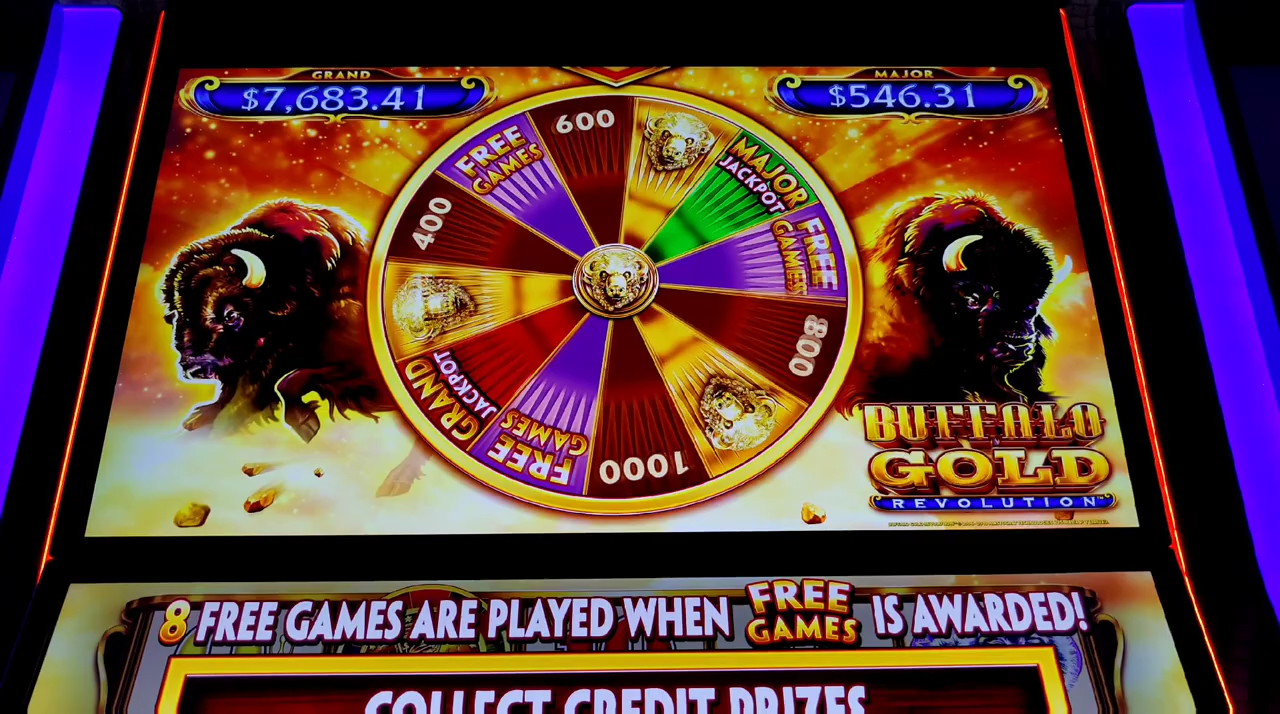 GRAND
$7,683.41
MAJOR
$546.31
600
MAJOR
JACKPOT
FREE
GAMES
800
1000
FREE
GAMES
GRAND
JACKPOT
400
FREE
GAMES
BUFFALO
GOLD
REVOLUTION™
8 FREE GAMES ARE PLAYED WHEN FREE GAMES IS AWARDED!
COLLECT CREDIT PRIZES